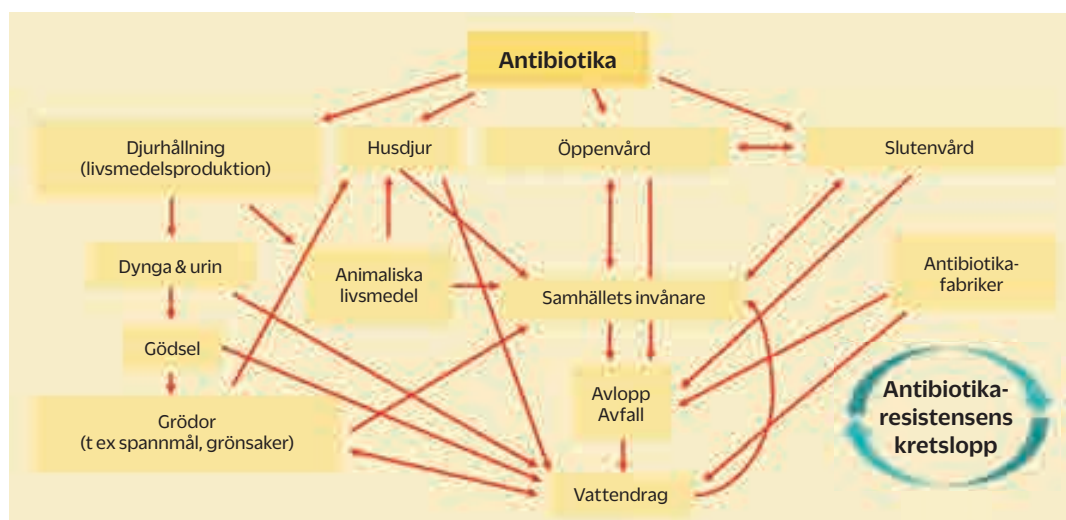 Antibiotika
Djurhållning
(livsmedelsproduktion)
Husdjur
Öppenvård
Slutenvård
Dynga & urin
Animaliska
livsmedel
Samhällets invånare
Antibiotika-
fabriker
Gödsel
Avlopp
Avfall
Grödor
(t ex spannmål, grönsaker)
Vattendrag
Antibiotika-
resistensens
kretslopp